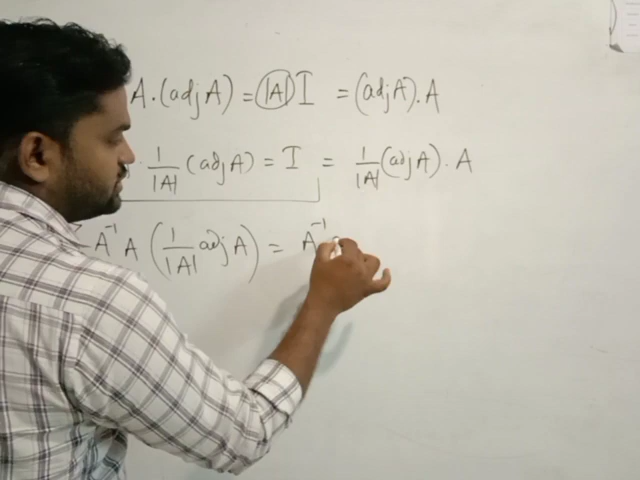 A.(adj A) = |A| I = (adj A).A
. 1/|A| (adj A) = I = 1/|A| (adj A). A
A⁻¹ A (1/|A| adj A) = A⁻¹